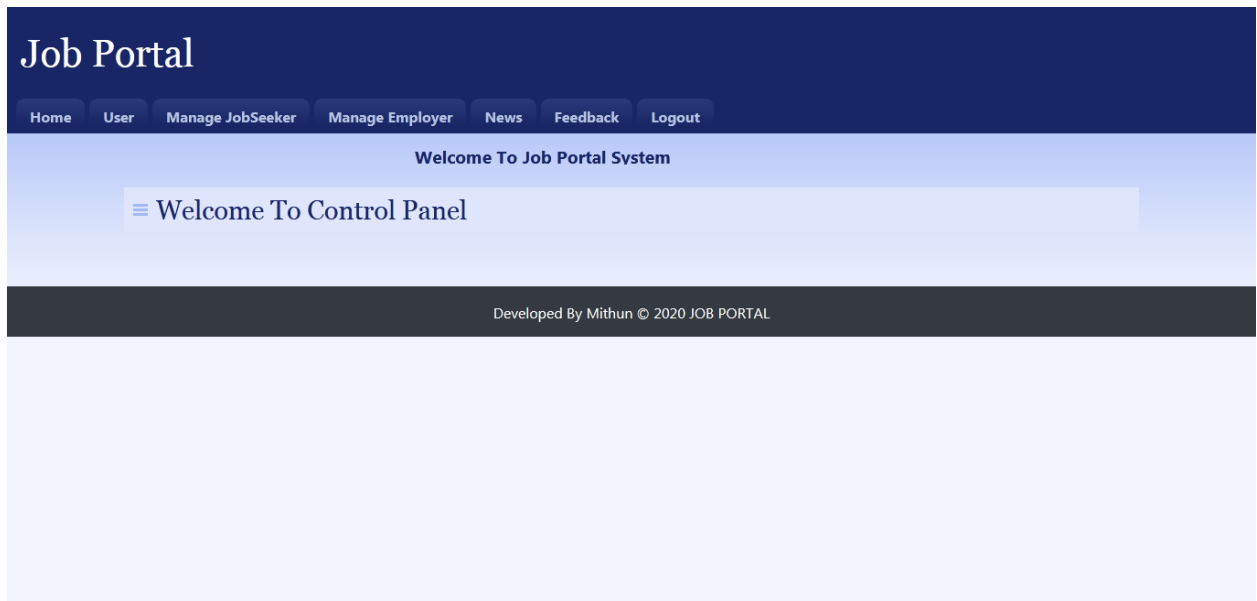 Job Portal
Home User Manage JobSeeker Manage Employer News Feedback Logout
Welcome To Job Portal System
Welcome To Control Panel
Developed By Mithun © 2020 JOB PORTAL